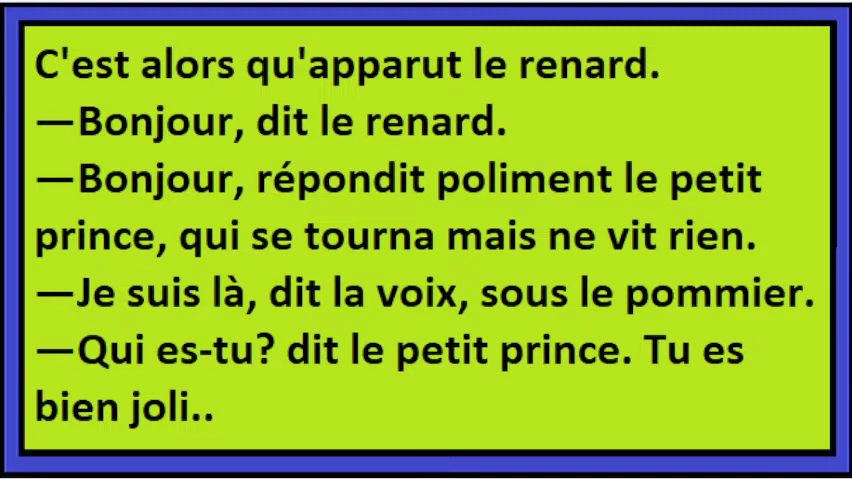 C'est alors qu'apparut le renard.
—Bonjour, dit le renard.
—Bonjour, répondit poliment le petit
prince, qui se tourna mais ne vit rien.
—Je suis là, dit la voix, sous le pommier.
—Qui es-tu? dit le petit prince. Tu es
bien joli..